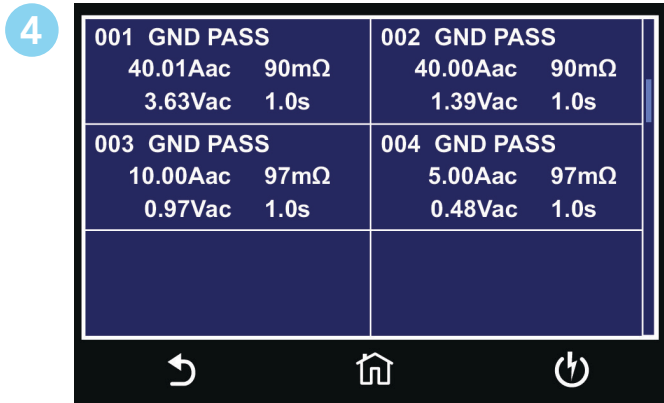 4
001 GND PASS
40.01Aac 90mΩ
3.63Vac 1.0s
002 GND PASS
40.00Aac 90mΩ
1.39Vac 1.0s
003 GND PASS
10.00Aac 97mΩ
0.97Vac 1.0s
004 GND PASS
5.00Aac 97mΩ
0.48Vac 1.0s